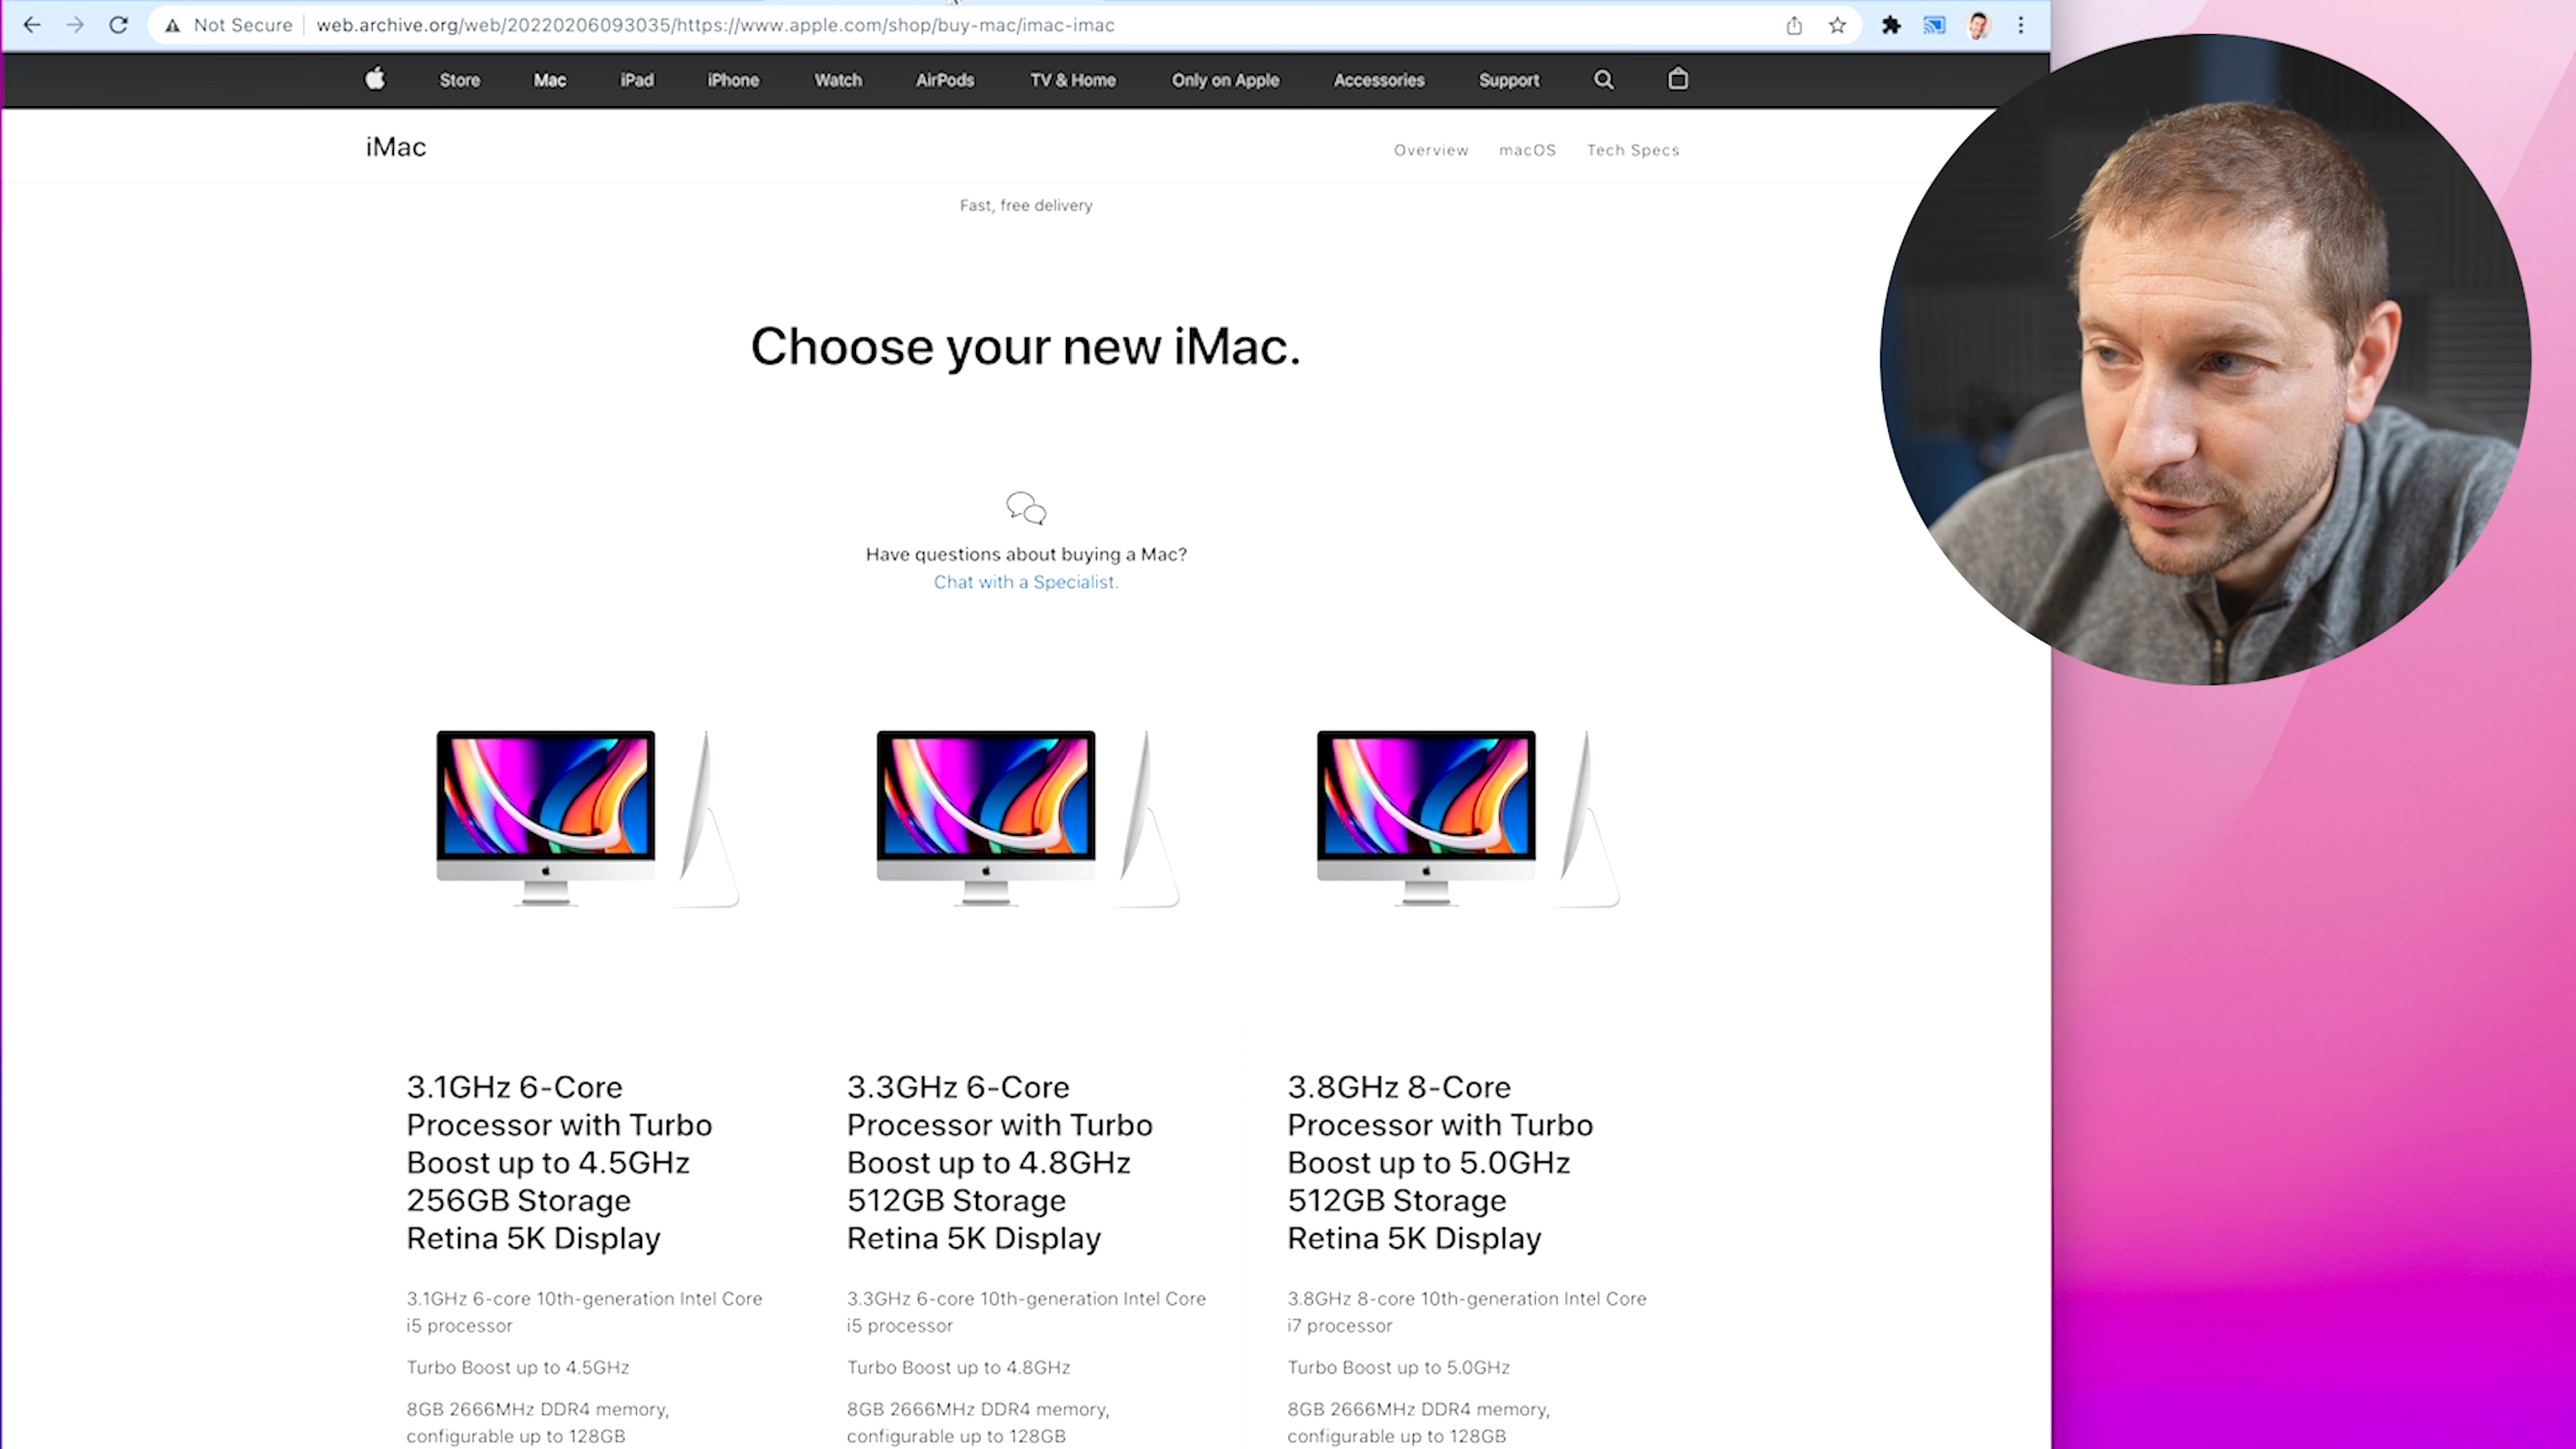 Not Secure
web.archive.org/web/20220206093035/https://www.apple.com/shop/buy-mac/imac-imac
Store Mac iPad iPhone Watch AirPods TV & Home Only on Apple Accessories Support
iMac
Overview macOS Tech Specs
Fast, free delivery
Choose your new iMac.
Have questions about buying a Mac?
Chat with a Specialist.
3.1GHz 6-Core
Processor with Turbo
Boost up to 4.5GHz
256GB Storage
Retina 5K Display
3.1GHz 6-core 10th-generation Intel Core
i5 processor
Turbo Boost up to 4.5GHz
8GB 2666MHz DDR4 memory,
configurable up to 128GB
3.3GHz 6-Core
Processor with Turbo
Boost up to 4.8GHz
512GB Storage
Retina 5K Display
3.3GHz 6-core 10th-generation Intel Core
i5 processor
Turbo Boost up to 4.8GHz
8GB 2666MHz DDR4 memory,
configurable up to 128GB
3.8GHz 8-Core
Processor with Turbo
Boost up to 5.0GHz
512GB Storage
Retina 5K Display
3.8GHz 8-core 10th-generation Intel Core
i7 processor
Turbo Boost up to 5.0GHz
8GB 2666MHz DDR4 memory,
configurable up to 128GB